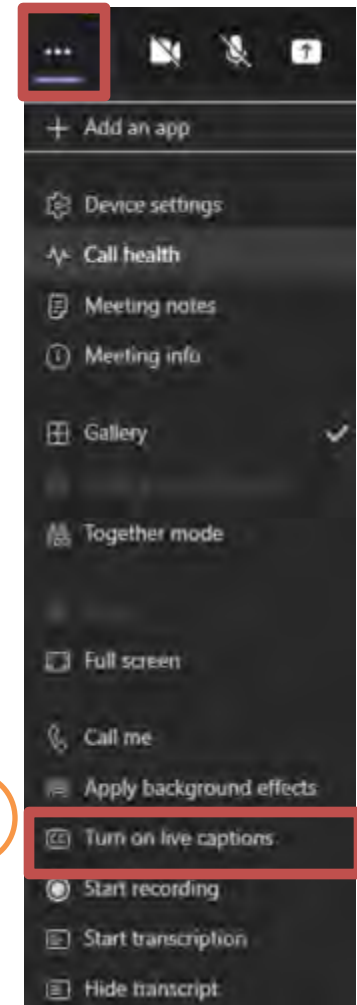 Add an app
Device settings
Call health
Meeting notes
Meeting info
Gallery
Together mode
Full screen
Call me
Apply background effects
CC Turn on live captions
Start recording
Start transcription
Hide transcript